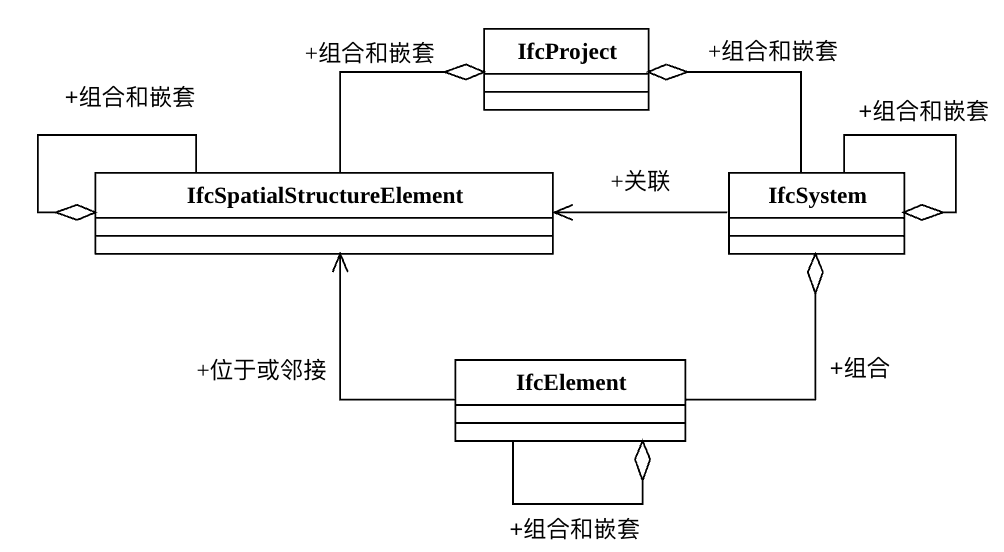 +组合和嵌套
IfcProject
+组合和嵌套
+组合和嵌套
+组合和嵌套
IfcSpatialStructureElement
+关联
IfcSystem
+位于或邻接
IfcElement
+组合
+组合和嵌套